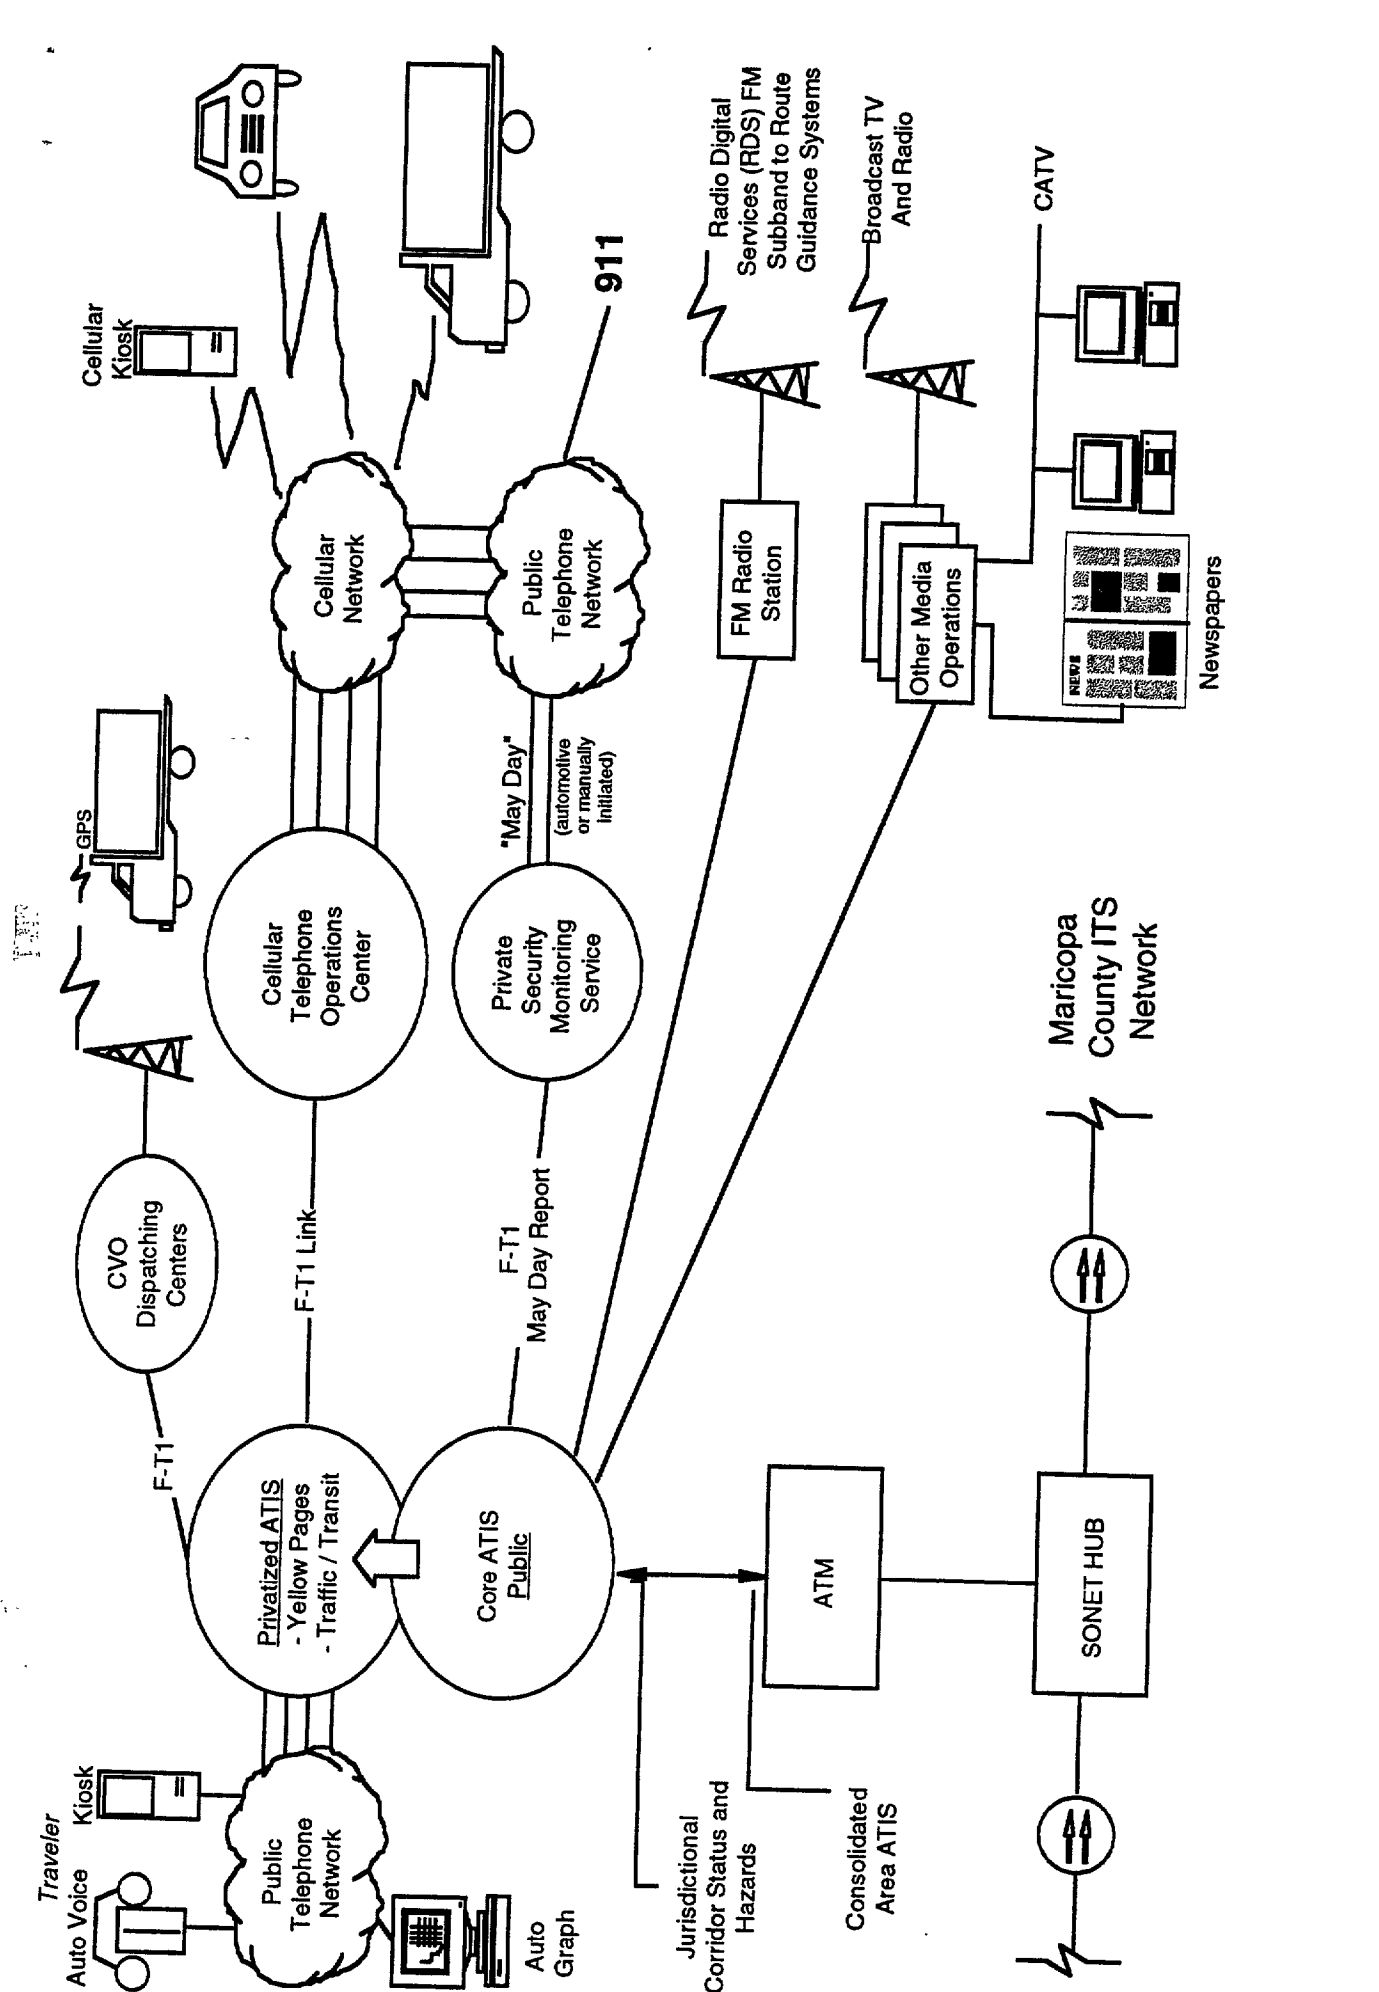 Traveler
Auto Voice
Kiosk
Public
Telephone
Network
Auto
Graph
F-T1
CVO
Dispatching
Centers
GPS
Cellular
Kiosk
Privatized ATIS
- Yellow Pages
- Traffic / Transit
F-T1 Link
Cellular
Telephone
Operations
Center
Cellular
Network
Core ATIS
Public
F-T1
May Day Report
Private
Security
Monitoring
Service
"May Day"
(automotive
or manually
initiated)
Public
Telephone
Network
911
Jurisdictional
Corridor Status and
Hazards
Consolidated
Area ATIS
ATM
FM Radio
Station
Radio Digital
Services (RDS) FM
Subband to Route
Guidance Systems
Other Media
Operations
Broadcast TV
And Radio
CATV
NEWS
Newspapers
SONET HUB
Maricopa
County ITS
Network